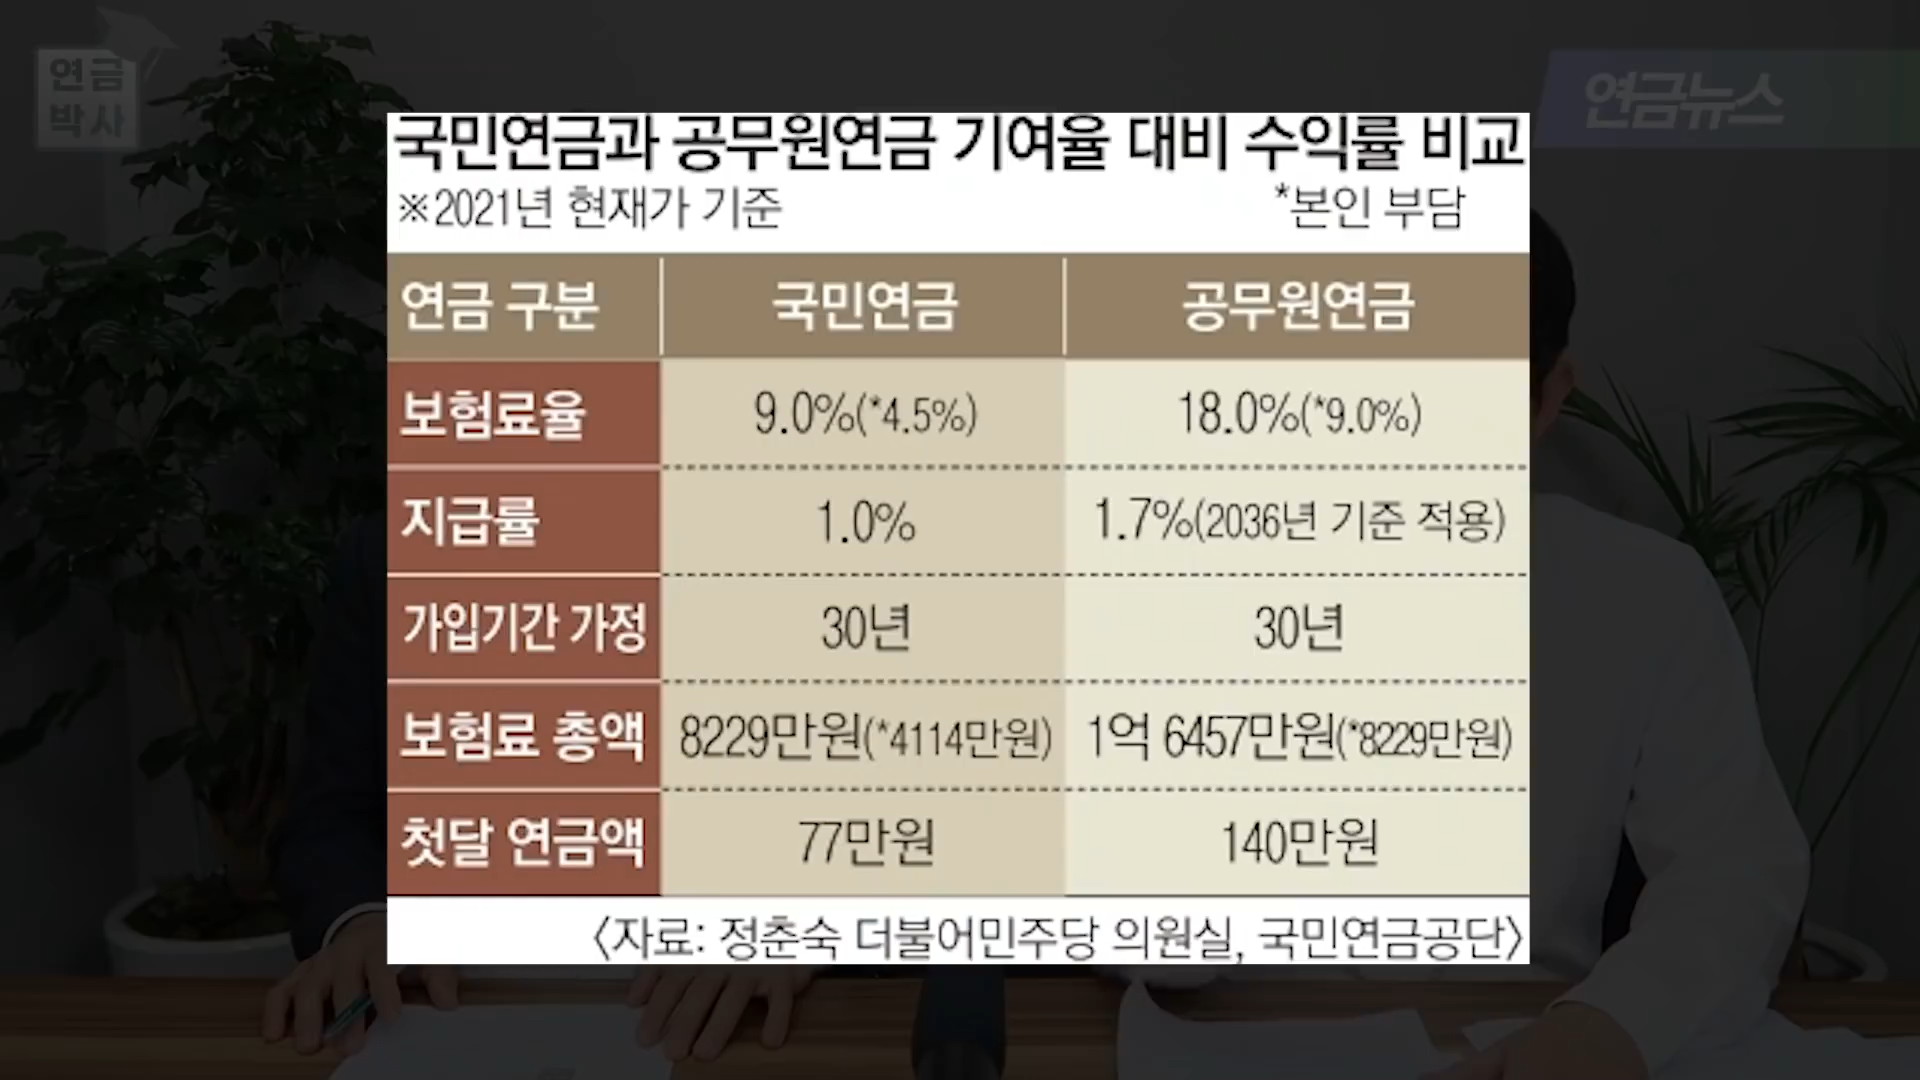 연금
박사
연금뉴스
국민연금과 공무원연금 기여율 대비 수익률 비교
※2021년 현재가 기준 *본인 부담
연금 구분 국민연금 공무원연금
보험료율 9.0%(*4.5%) 18.0%(*9.0%)
지급률 1.0% 1.7%(2036년 기준 적용)
가입기간 가정 30년 30년
보험료 총액 8229만원(*4114만원) 1억 6457만원(*8229만원)
첫달 연금액 77만원 140만원
〈자료: 정춘숙 더불어민주당 의원실, 국민연금공단〉